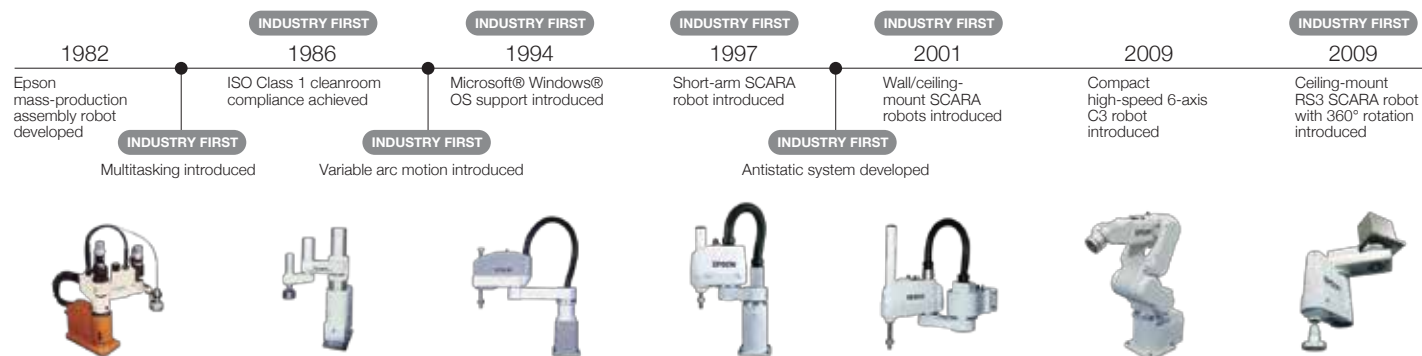 INDUSTRY FIRST
INDUSTRY FIRST
INDUSTRY FIRST
INDUSTRY FIRST
INDUSTRY FIRST
1982
1986
1994
1997
2001
2009
2009
Epson
mass-production
assembly robot
developed
ISO Class 1 cleanroom
compliance achieved
Microsoft® Windows®
OS support introduced
Short-arm SCARA
robot introduced
Wall/ceiling-
mount SCARA
robots introduced
Compact
high-speed 6-axis
C3 robot
introduced
Ceiling-mount
RS3 SCARA robot
with 360° rotation
introduced
INDUSTRY FIRST
Multitasking introduced
INDUSTRY FIRST
Variable arc motion introduced
INDUSTRY FIRST
Antistatic system developed
EPSON
EPSON
EPSON